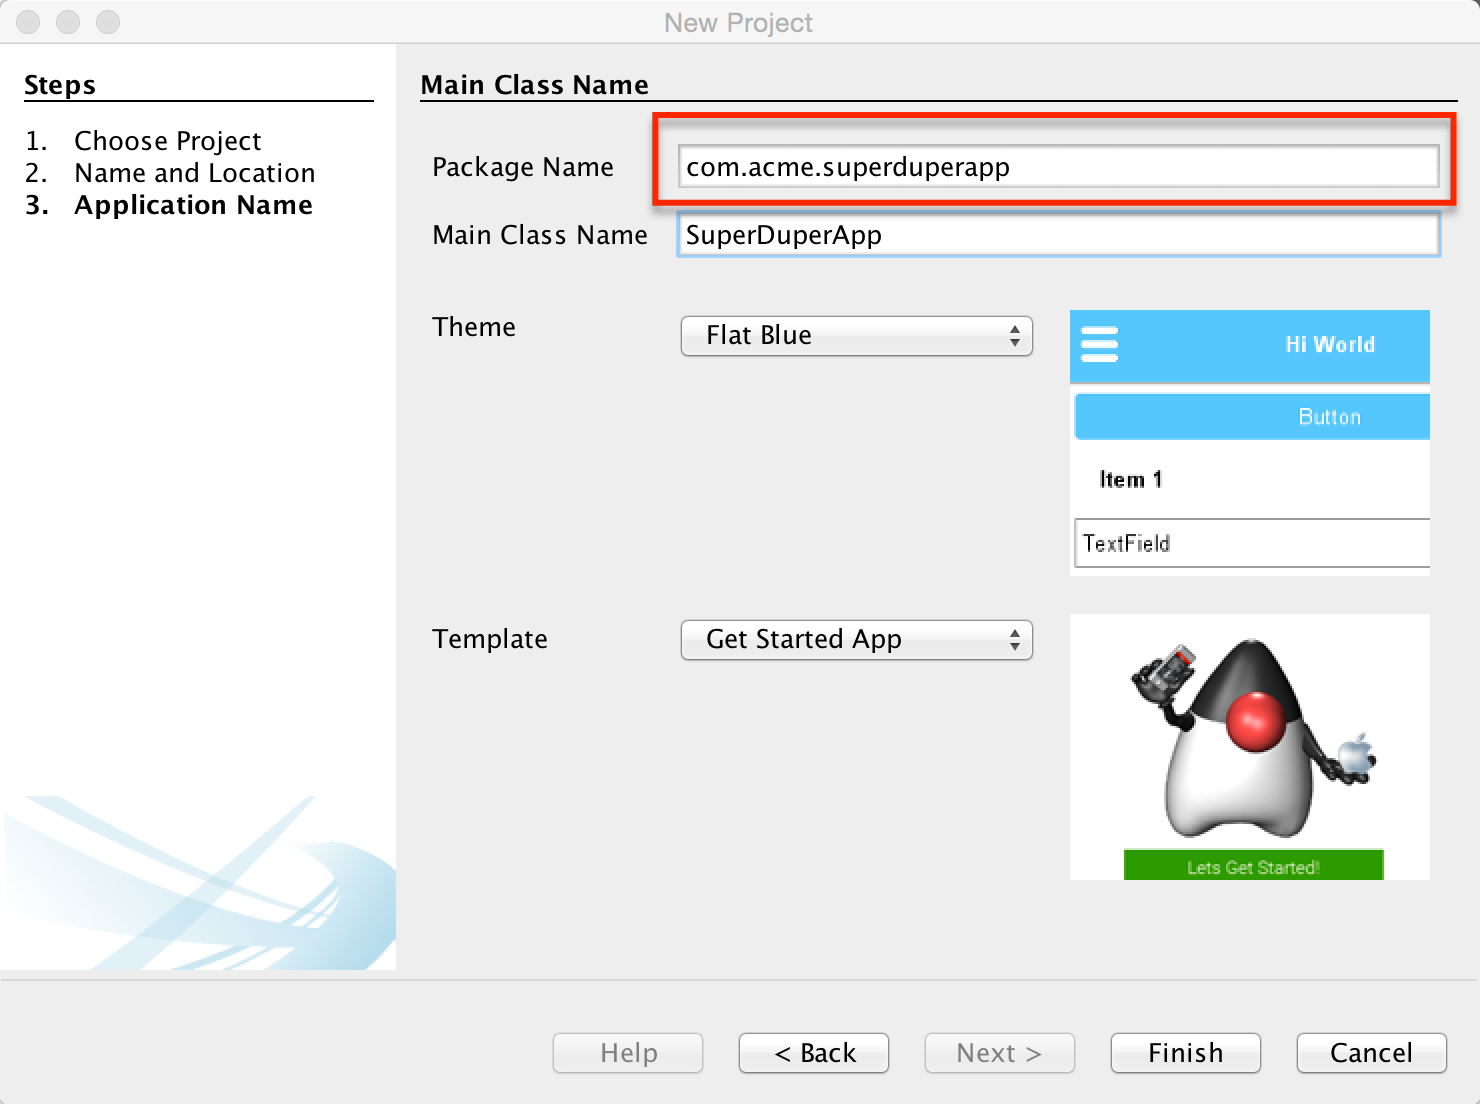 New Project
Steps
1. Choose Project
2. Name and Location
3. Application Name
Main Class Name
Package Name com.acme.superduperapp
Main Class Name SuperDuperApp
Theme Flat Blue
Hi World
Button
Item 1
TextField
Template Get Started App
Lets Get Started!
Help < Back Next > Finish Cancel